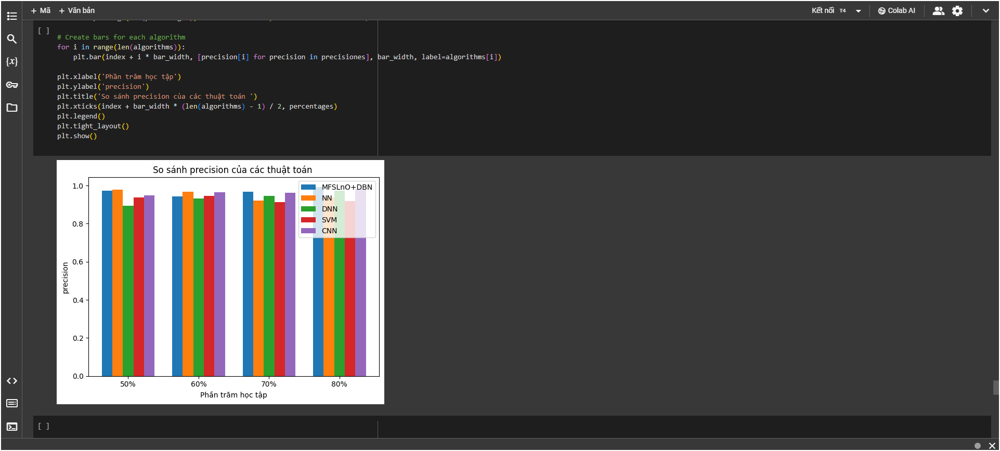 + Mã + Văn bản
Kết nối T4
Colab AI
[ ]
# Create bars for each algorithm
for i in range(len(algorithms)):
plt.bar(index + i * bar_width, [precision[i] for precision in precisiones], bar_width, label=algorithms[i])
plt.xlabel('Phần trăm học tập')
plt.ylabel('precision')
plt.title('So sánh precision của các thuật toán ')
plt.xticks(index + bar_width * (len(algorithms) - 1) / 2, percentages)
plt.legend()
plt.tight_layout()
plt.show()
So sánh precision của các thuật toán
MFSLnO+DBN
NN
DNN
SVM
CNN
1.0
0.8
0.6
0.4
0.2
0.0
precision
50% 60% 70% 80%
Phần trăm học tập
[ ]